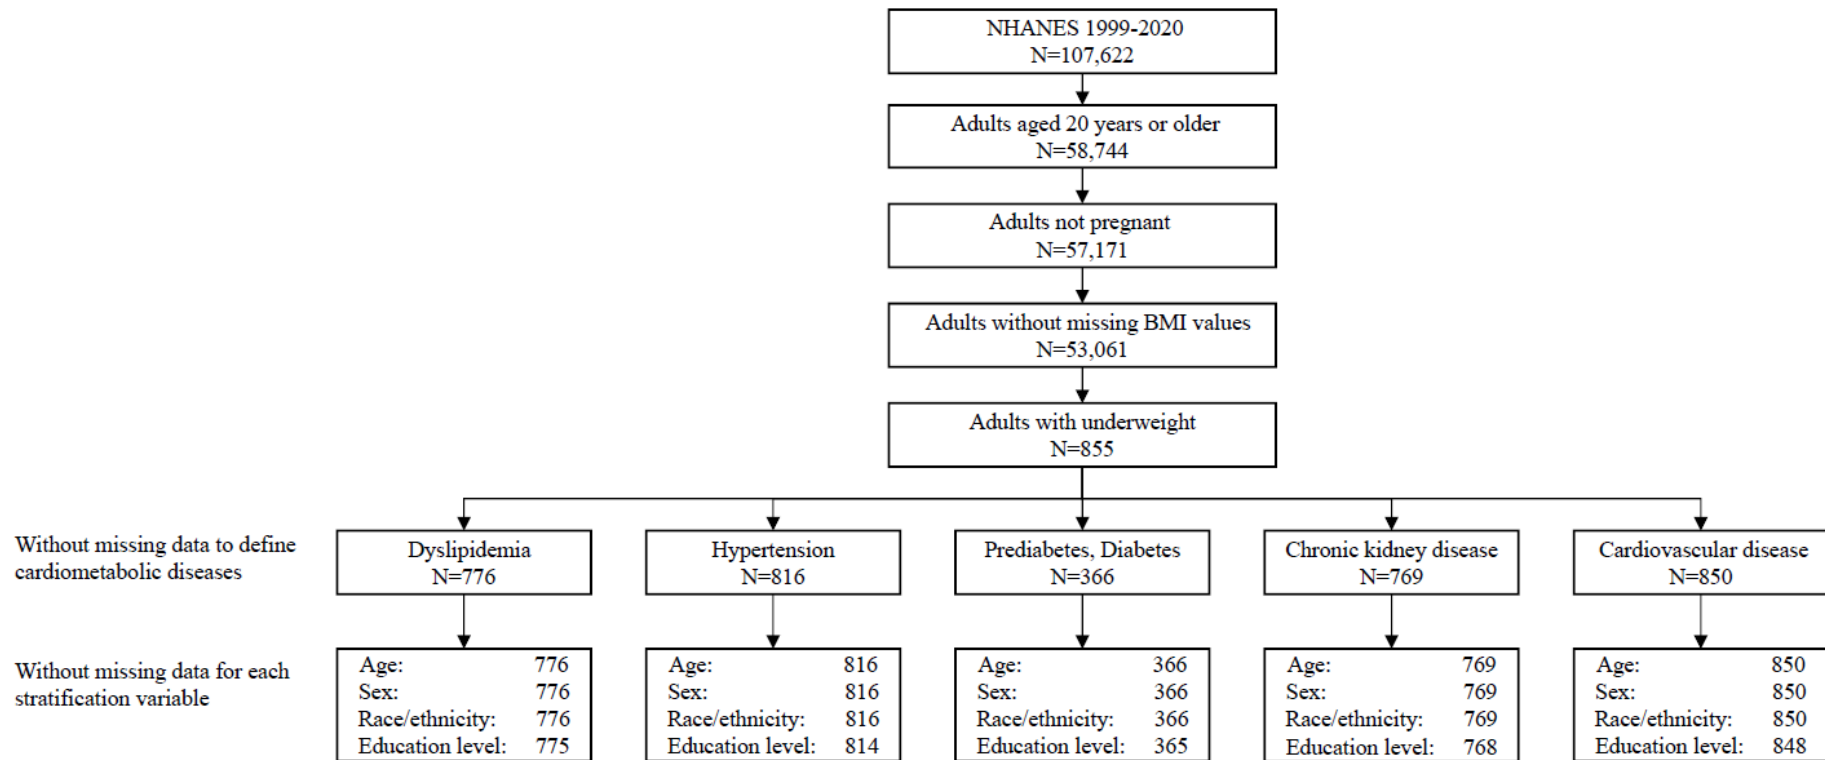 NHANES 1999-2020
N=107,622
Adults aged 20 years or older
N=58,744
Adults not pregnant
N=57,171
Adults without missing BMI values
N=53,061
Adults with underweight
N=855
Without missing data to define
cardiometabolic diseases
Dyslipidemia
N=776
Hypertension
N=816
Prediabetes, Diabetes
N=366
Chronic kidney disease
N=769
Cardiovascular disease
N=850
Without missing data for each
stratification variable
Age: 776
Sex: 776
Race/ethnicity: 776
Education level: 775
Age: 816
Sex: 816
Race/ethnicity: 816
Education level: 814
Age: 366
Sex: 366
Race/ethnicity: 366
Education level: 365
Age: 769
Sex: 769
Race/ethnicity: 769
Education level: 768
Age: 850
Sex: 850
Race/ethnicity: 850
Education level: 848